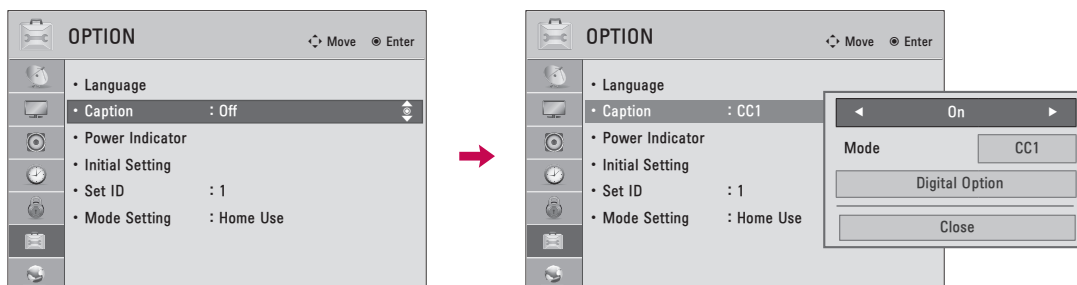 OPTION
Move Enter
• Language
• Caption : Off
• Power Indicator
• Initial Setting
• Set ID : 1
• Mode Setting : Home Use
OPTION
Move Enter
• Language
• Caption : CC1
• Power Indicator
• Initial Setting
• Set ID : 1
• Mode Setting : Home Use
◄ On ►
Mode CC1
Digital Option
Close